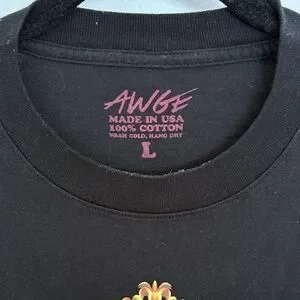 AWGE
MADE IN USA
100% COTTON
WASH COLD, HANG DRY
L